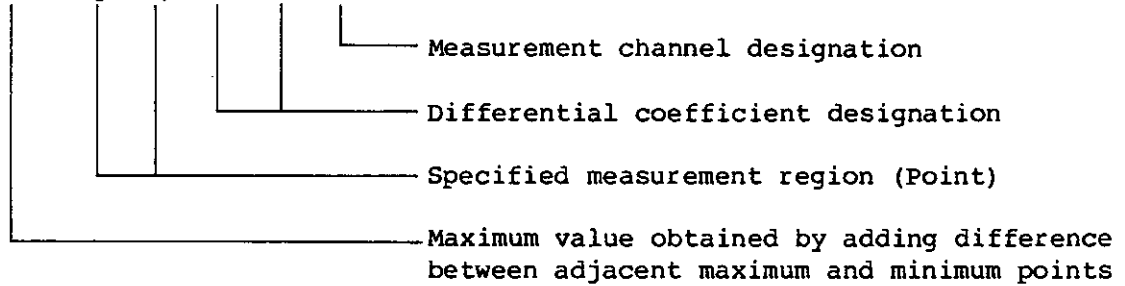 Measurement channel designation
Differential coefficient designation
Specified measurement region (Point)
Maximum value obtained by adding difference
between adjacent maximum and minimum points